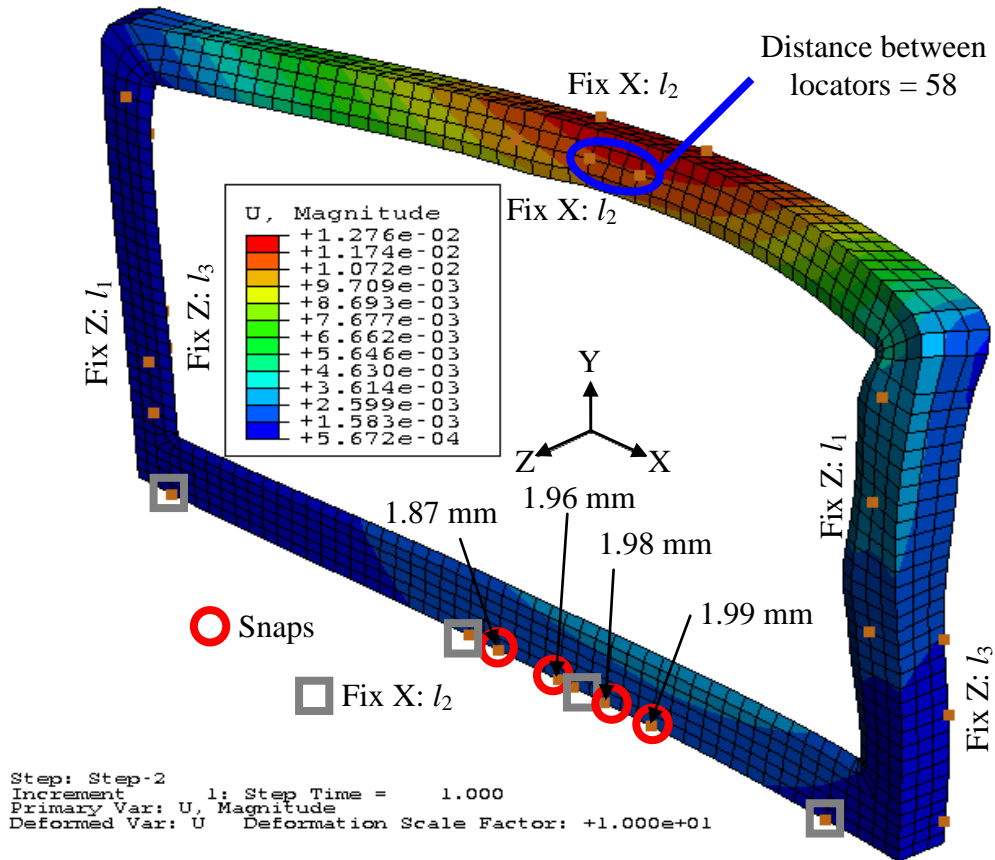 Distance between
locators = 58
Fix X: l2
Fix X: l2
U, Magnitude
+1.276e-02
+1.174e-02
+1.072e-02
+9.709e-03
+8.693e-03
+7.677e-03
+6.662e-03
+5.646e-03
+4.630e-03
+3.614e-03
+2.599e-03
+1.583e-03
+5.672e-04
Fix Z: l1
Fix Z: l3
Y
Z
X
Fix Z: l1
1.87 mm
1.96 mm
1.98 mm
1.99 mm
Snaps
Fix X: l2
Fix Z: l3
Step: Step-2
Increment 1: Step Time = 1.000
Primary Var: U, Magnitude
Deformed Var: U Deformation Scale Factor: +1.000e+01